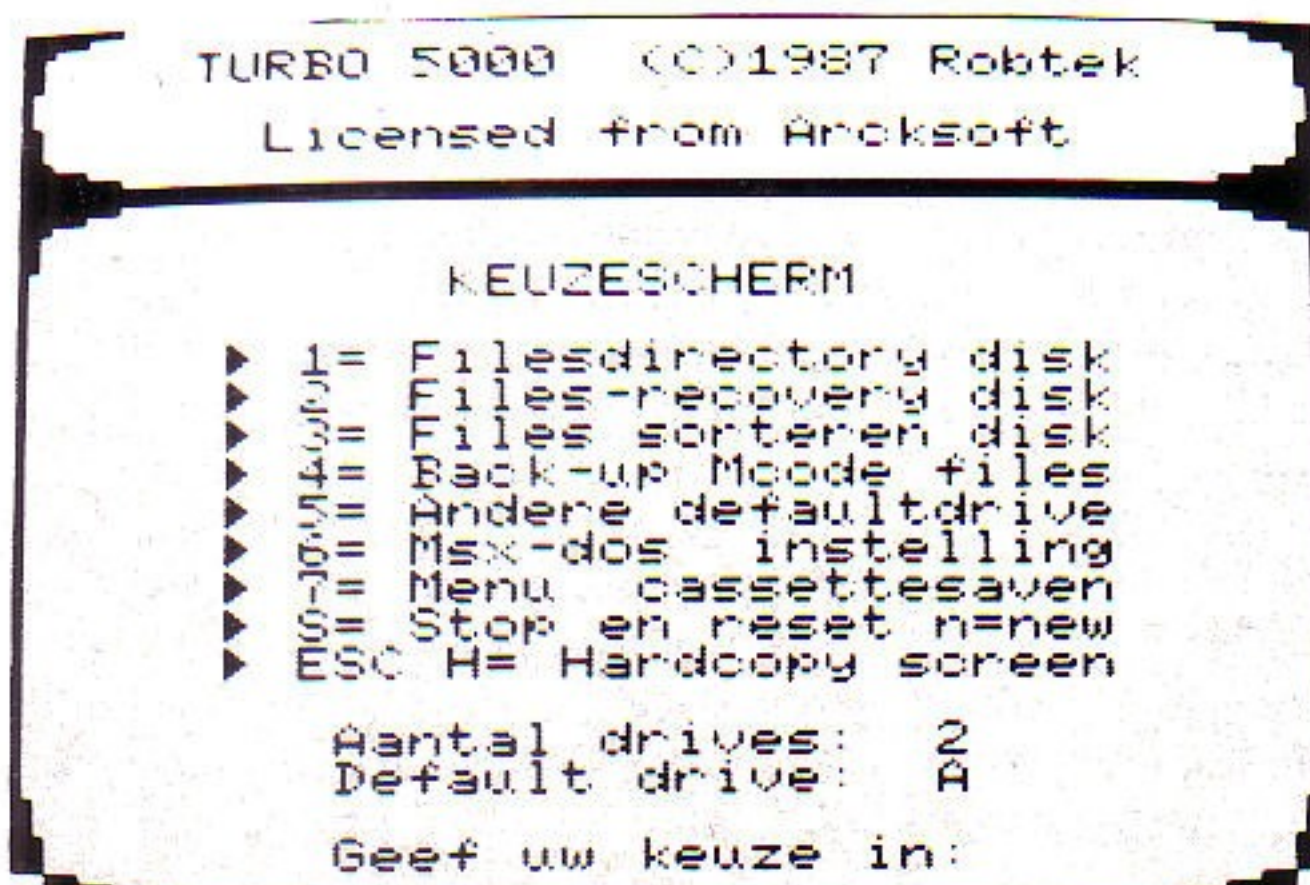 TURBO 5000 (C)1987 Robtek
Licensed from Arcksoft
KEUZESCHERM
1= Filesdirectory disk
2= Files-recovery disk
3= Files sorteren disk
4= Back-up Mcode files
5= Andere defaultdrive
6= Msx-dos instelling
7= Menu cassettesaven
S= Stop en reset n=new
ESC H= Hardcopy screen
Aantal drives: 2
Default drive: A
Geef uw keuze in: